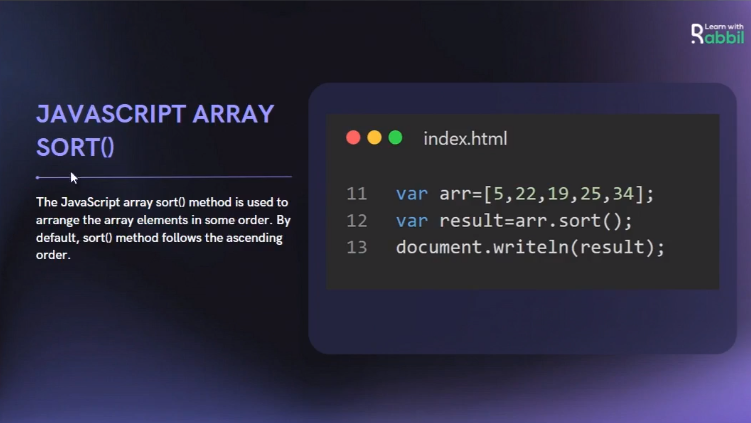 Learn with
Rabbil
JAVASCRIPT ARRAY
SORT()
The JavaScript array sort() method is used to
arrange the array elements in some order. By
default, sort() method follows the ascending
order.
index.html
11 var arr=[5,22,19,25,34];
12 var result=arr.sort();
13 document.writeln(result);